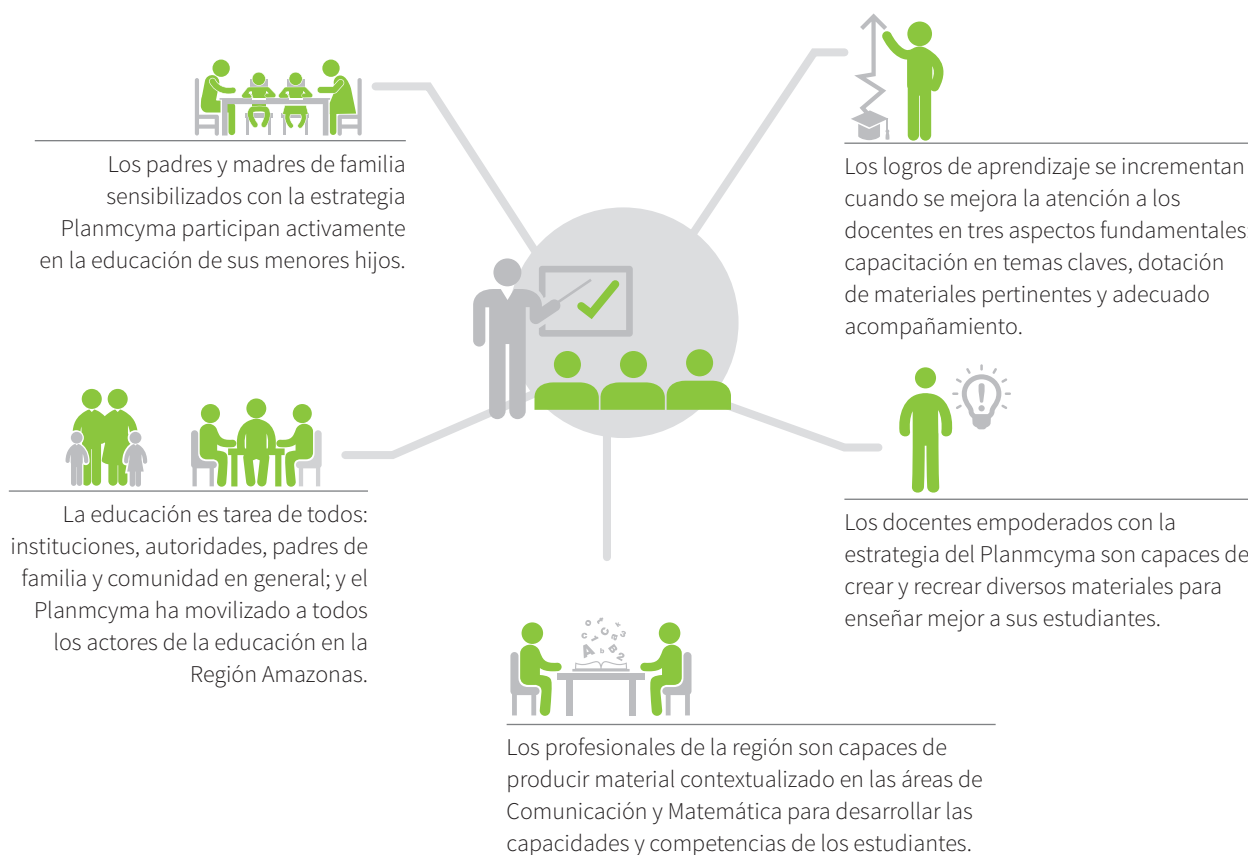 Los padres y madres de familia
sensibilizados con la estrategia
Planmcyma participan activamente
en la educación de sus menores hijos.
Los logros de aprendizaje se incrementan
cuando se mejora la atención a los
docentes en tres aspectos fundamentales:
capacitación en temas claves, dotación
de materiales pertinentes y adecuado
acompañamiento.
La educación es tarea de todos:
instituciones, autoridades, padres de
familia y comunidad en general; y el
Planmcyma ha movilizado a todos
los actores de la educación en la
Región Amazonas.
Los docentes empoderados con la
estrategia del Planmcyma son capaces de
crear y recrear diversos materiales para
enseñar mejor a sus estudiantes.
Los profesionales de la región son capaces de
producir material contextualizado en las áreas de
Comunicación y Matemática para desarrollar las
capacidades y competencias de los estudiantes.